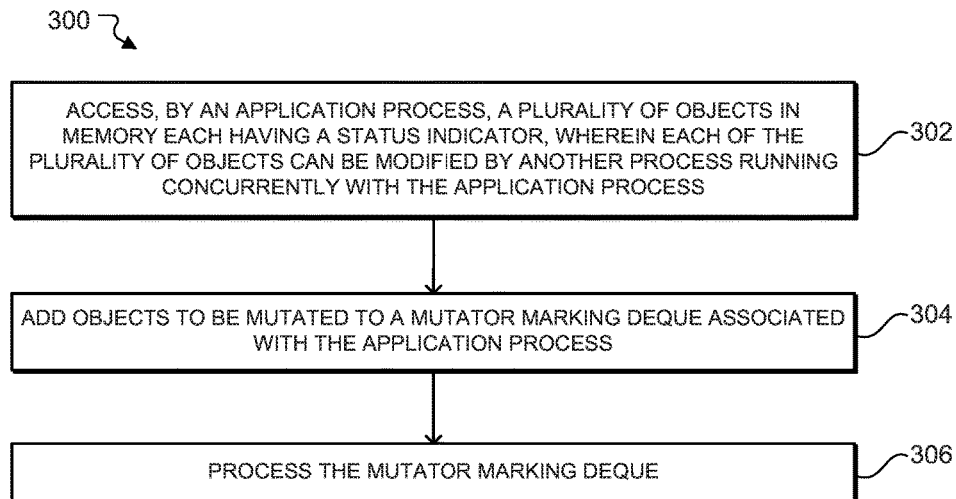 300
ACCESS, BY AN APPLICATION PROCESS, A PLURALITY OF OBJECTS IN
MEMORY EACH HAVING A STATUS INDICATOR, WHEREIN EACH OF THE
PLURALITY OF OBJECTS CAN BE MODIFIED BY ANOTHER PROCESS RUNNING
CONCURRENTLY WITH THE APPLICATION PROCESS
302
ADD OBJECTS TO BE MUTATED TO A MUTATOR MARKING DEQUE ASSOCIATED
WITH THE APPLICATION PROCESS
304
PROCESS THE MUTATOR MARKING DEQUE
306